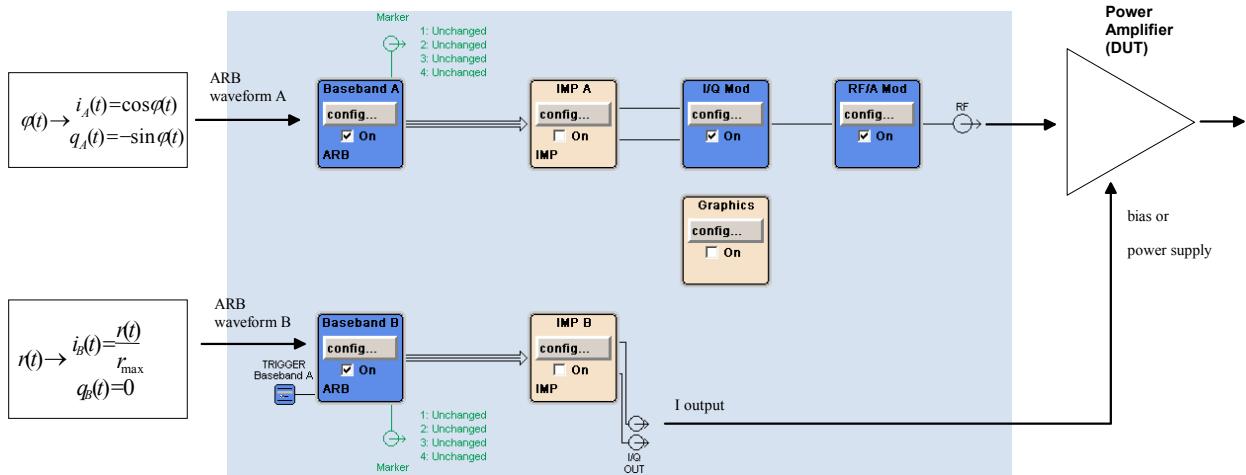 Power
Amplifier
(DUT)
Marker
1: Unchanged
2: Unchanged
3: Unchanged
4: Unchanged
ARB
waveform A
φ(t)→ i_A(t)=cosφ(t)
q_A(t)=−sinφ(t)
Baseband A
config...
On
ARB
IMP A
config...
On
IMP
I/Q Mod
config...
On
RF/A Mod
config...
On
RF
Graphics
config...
On
bias or
power supply
ARB
waveform B
r(t)→ i_B(t)=r(t)/r_max
q_B(t)=0
TRIGGER
Baseband A
Baseband B
config...
On
ARB
IMP B
config...
On
IMP
I output
1: Unchanged
2: Unchanged
3: Unchanged
4: Unchanged
Marker
I/Q
OUT